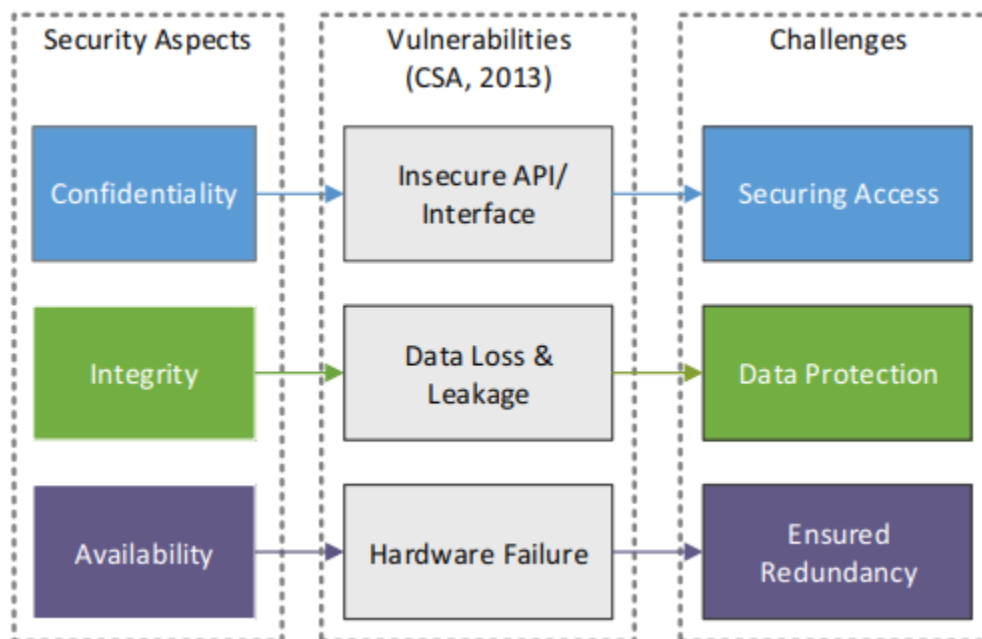 Security Aspects
Vulnerabilities
(CSA, 2013)
Challenges
Confidentiality
Insecure API/
Interface
Securing Access
Integrity
Data Loss &
Leakage
Data Protection
Availability
Hardware Failure
Ensured
Redundancy